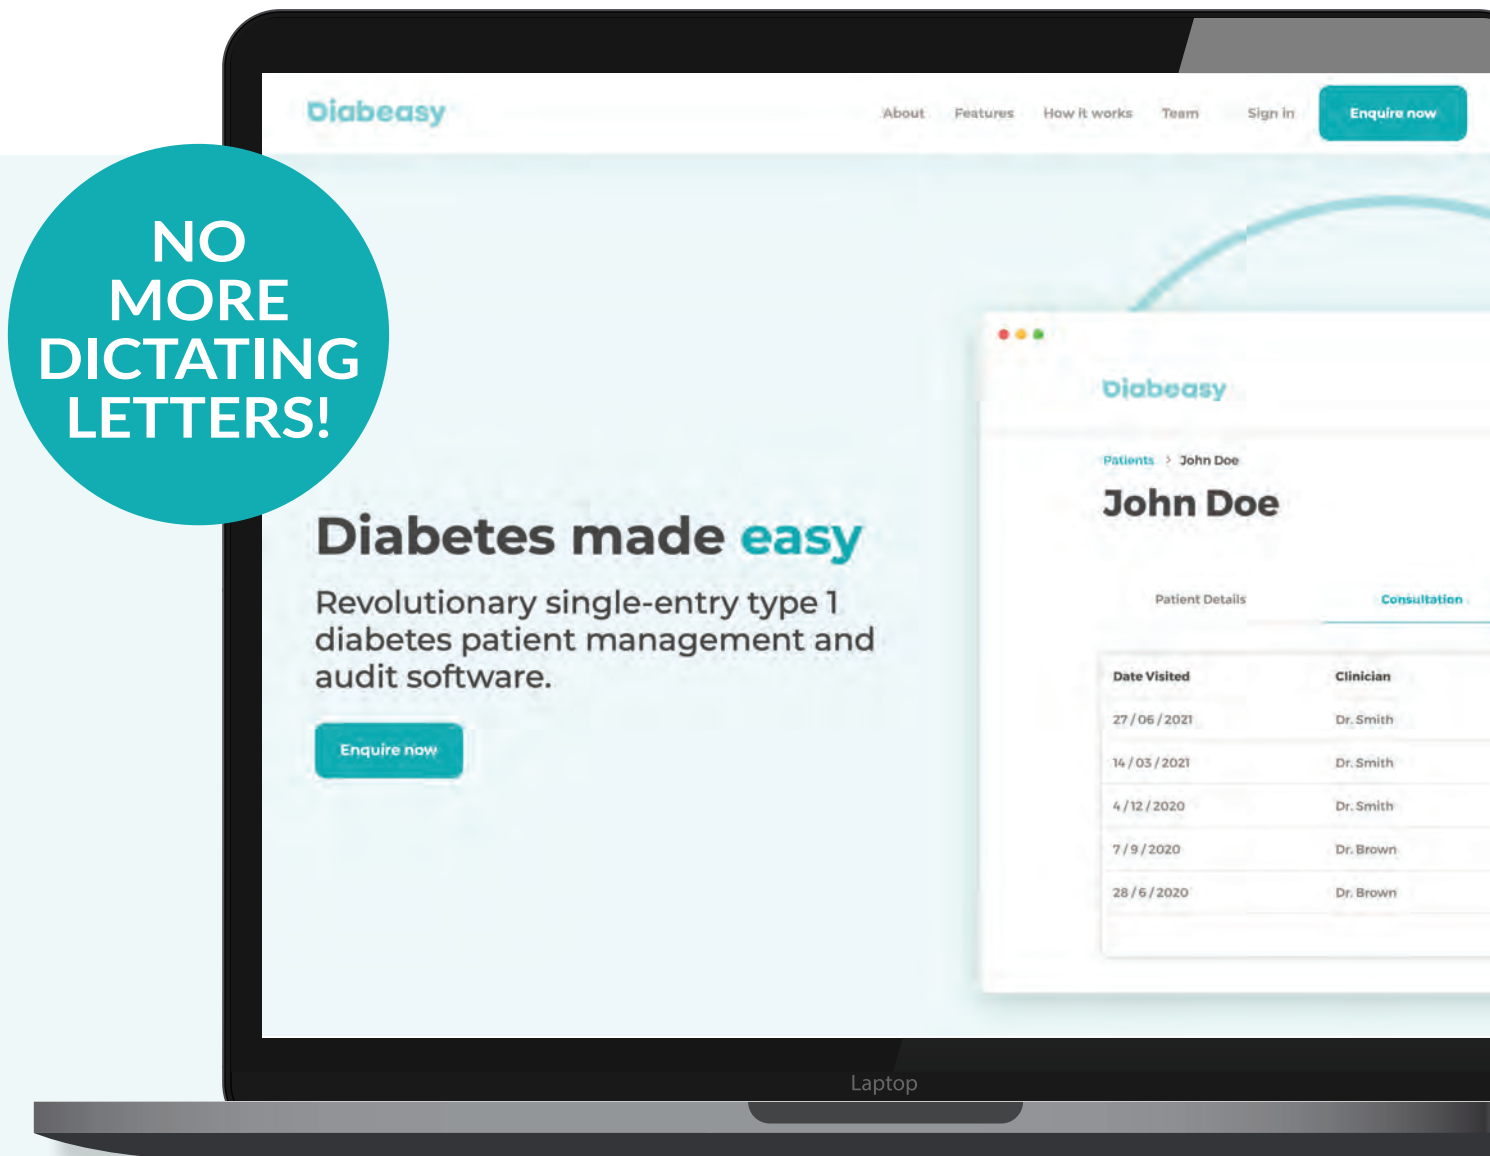 Diabeasy
About Features How it works Team Sign in Enquire now
NO
MORE
DICTATING
LETTERS!
Diabetes made easy
Revolutionary single-entry type 1
diabetes patient management and
audit software.
Enquire now
Diabeasy
Patients > John Doe
John Doe
Patient Details Consultation
Date Visited Clinician
27 / 06 / 2021 Dr. Smith
14 / 03 / 2021 Dr. Smith
4 / 12 / 2020 Dr. Smith
7 / 9 / 2020 Dr. Brown
28 / 6 / 2020 Dr. Brown
Laptop